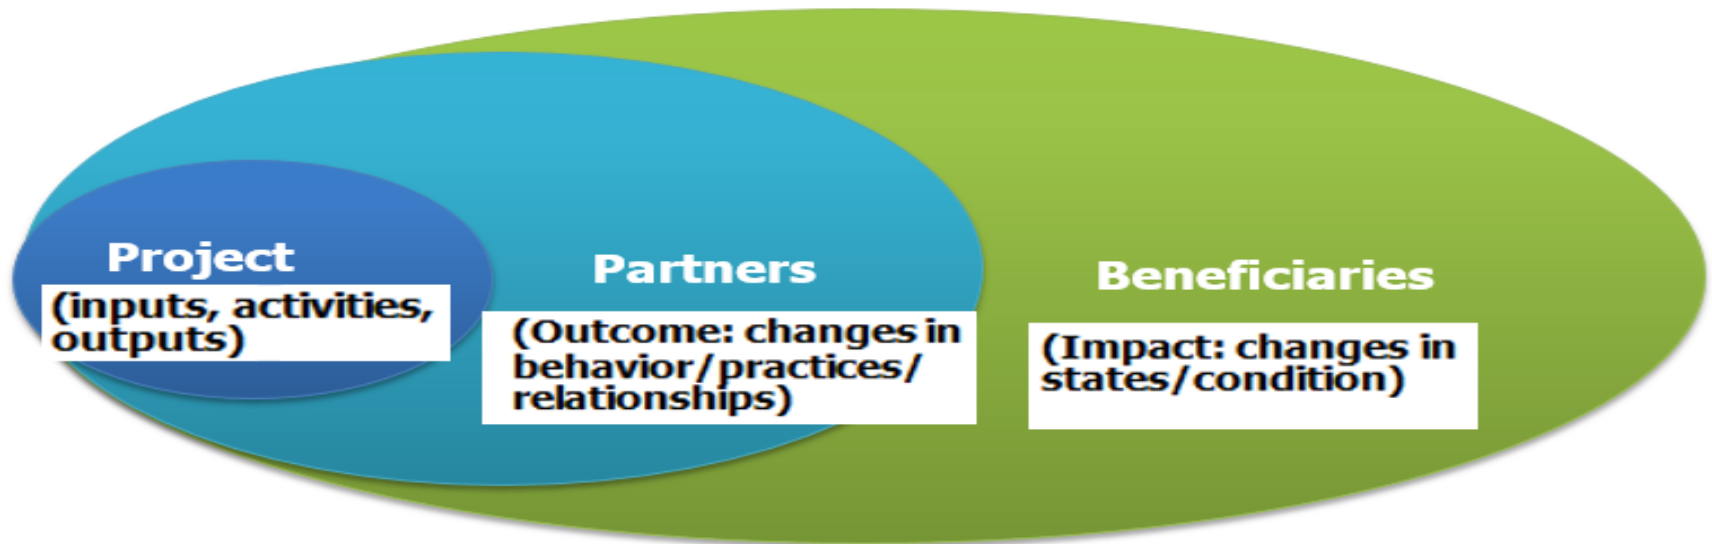 Project
(inputs, activities,
outputs)
Partners
(Outcome: changes in
behavior/practices/
relationships)
Beneficiaries
(Impact: changes in
states/condition)